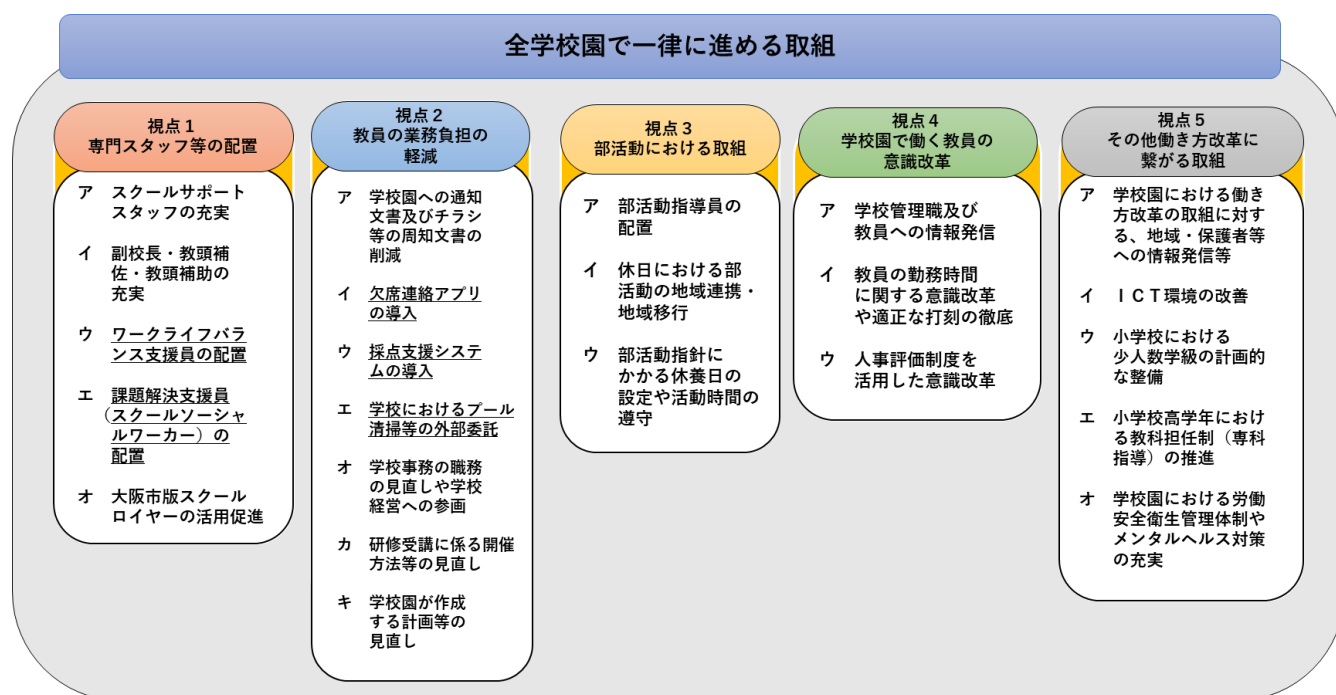 全学校園で一律に進める取組
視点１
専門スタッフ等の配置
ア スクールサポート
スタッフの充実
イ 副校長・教頭補
佐・教頭補助の
充実
ウ ワークライフバラ
ンス支援員の配置
エ 課題解決支援員
（スクールソーシャ
ルワーカー）の
配置
オ 大阪市版スクール
ロイヤーの活用促進
視点２
教員の業務負担の
軽減
ア 学校園への通知
文書及びチラシ
等の周知文書の
削減
イ 欠席連絡アプリ
の導入
ウ 採点支援システ
ムの導入
エ 学校におけるプール
清掃等の外部委託
オ 学校事務の職務
の見直しや学校
経営への参画
カ 研修受講に係る開催
方法等の見直し
キ 学校園が作成
する計画等の
見直し
視点３
部活動における取組
ア 部活動指導員の
配置
イ 休日における部
活動の地域連携・
地域移行
ウ 部活動指針に
かかる休養日の
設定や活動時間の
遵守
視点４
学校園で働く教員の
意識改革
ア 学校管理職及び
教員への情報発信
イ 教員の勤務時間
に関する意識改革
や適正な打刻の徹底
ウ 人事評価制度を
活用した意識改革
視点５
その他働き方改革に
繋がる取組
ア 学校園における働き
方改革の取組に対す
る、地域・保護者等
への情報発信等
イ ＩＣＴ環境の改善
ウ 小学校における
少人数学級の計画的
な整備
エ 小学校高学年におけ
る教科担任制（専科
指導）の推進
オ 学校園における労働
安全衛生管理体制や
メンタルヘルス対策
の充実